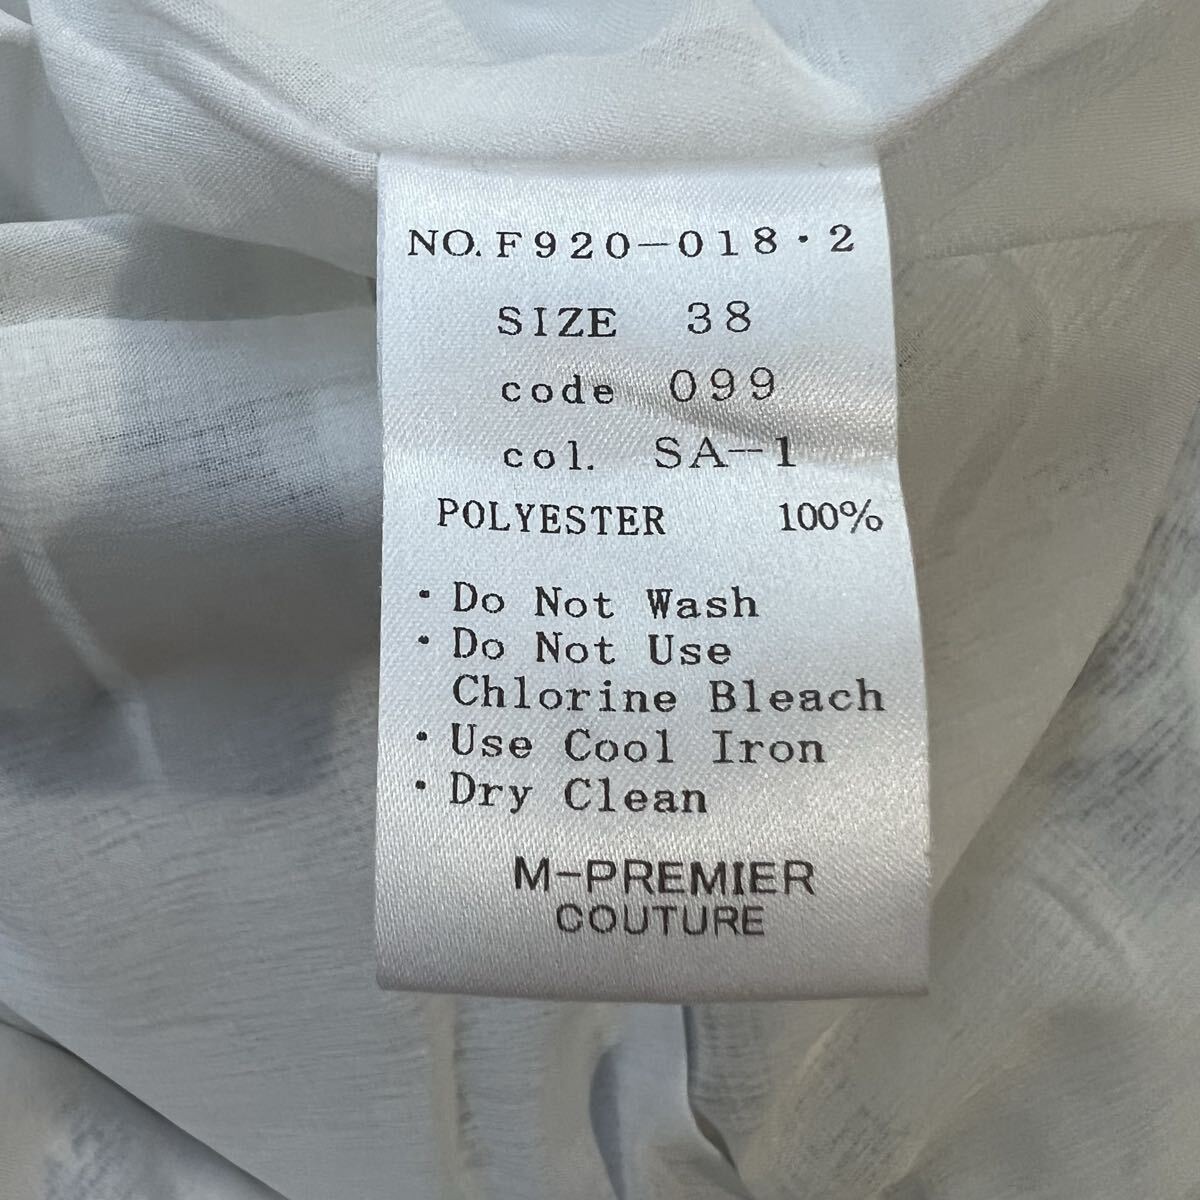 NO. F920-018・2
SIZE 38
code 099
col. SA-1
POLYESTER 100%
・Do Not Wash
・Do Not Use
Chlorine Bleach
・Use Cool Iron
・Dry Clean
M-PREMIER
COUTURE